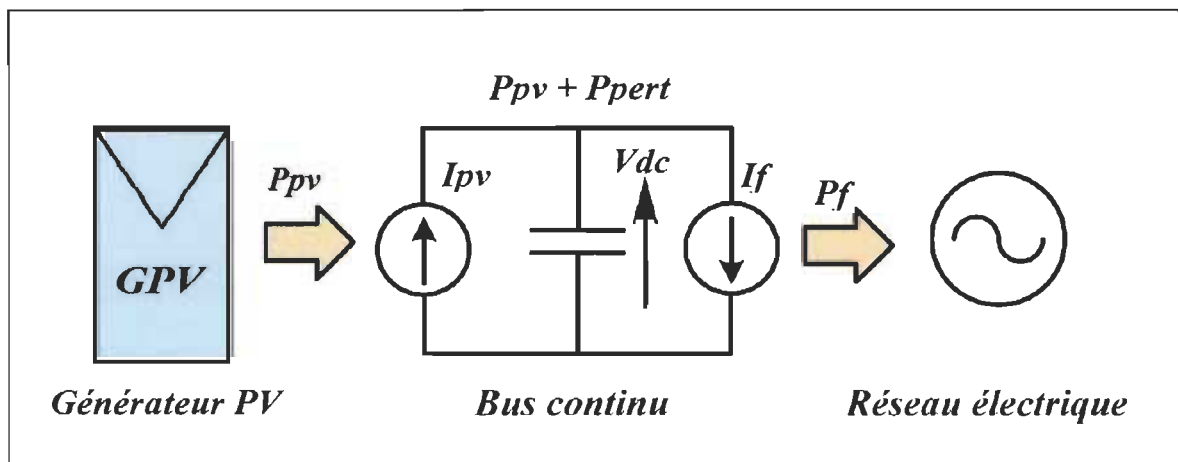 Ppv + Ppert
Ppv
Ipv
Vdc
If
Pf
GPV
Générateur PV
Bus continu
Réseau électrique